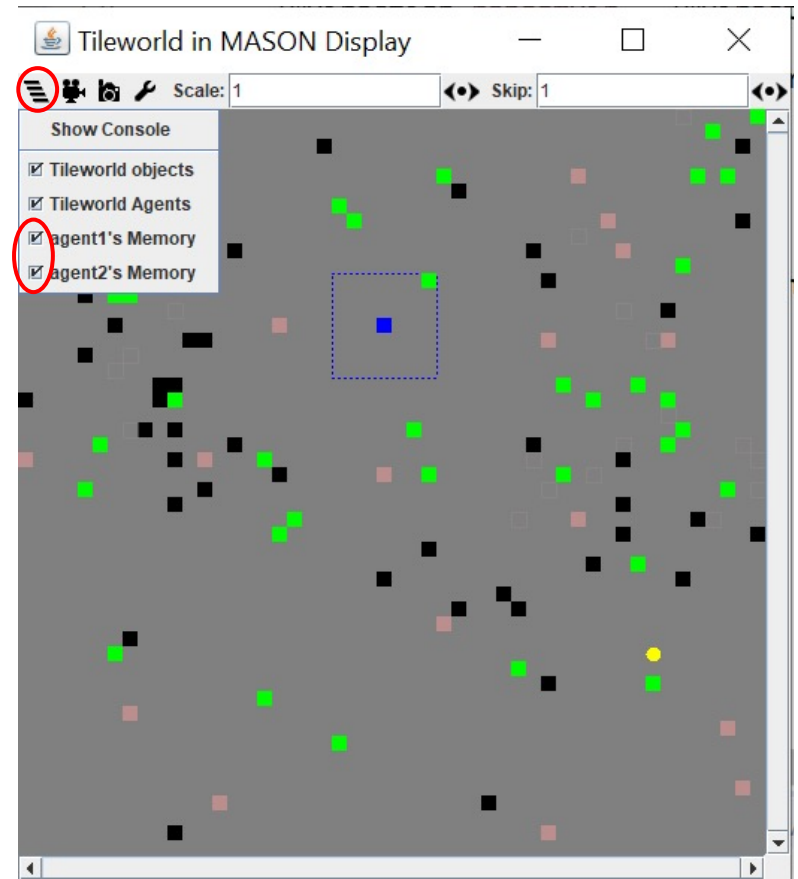 Tileworld in MASON Display
Scale: 1 Skip: 1
Show Console
Tileworld objects
Tileworld Agents
agent1's Memory
agent2's Memory